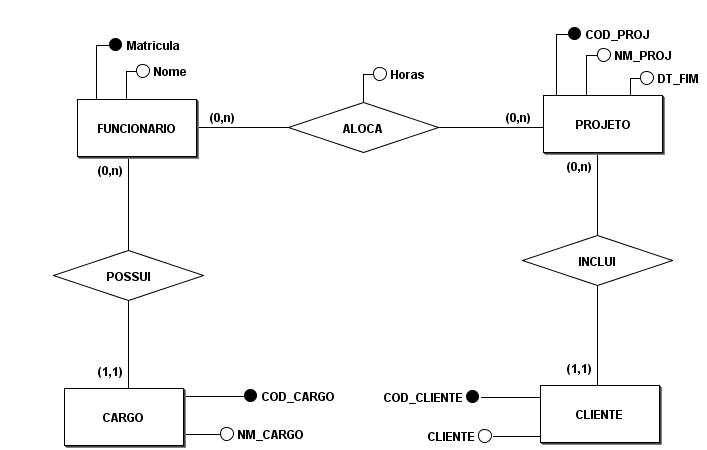 COD_PROJ
Matricula
NM_PROJ
Nome
Horas
DT_FIM
FUNCIONARIO
(0,n)
ALOCA
(0,n)
PROJETO
(0,n)
(0,n)
POSSUI
INCLUI
(1,1)
(1,1)
COD_CARGO
COD_CLIENTE
CARGO
CLIENTE
NM_CARGO
CLIENTE